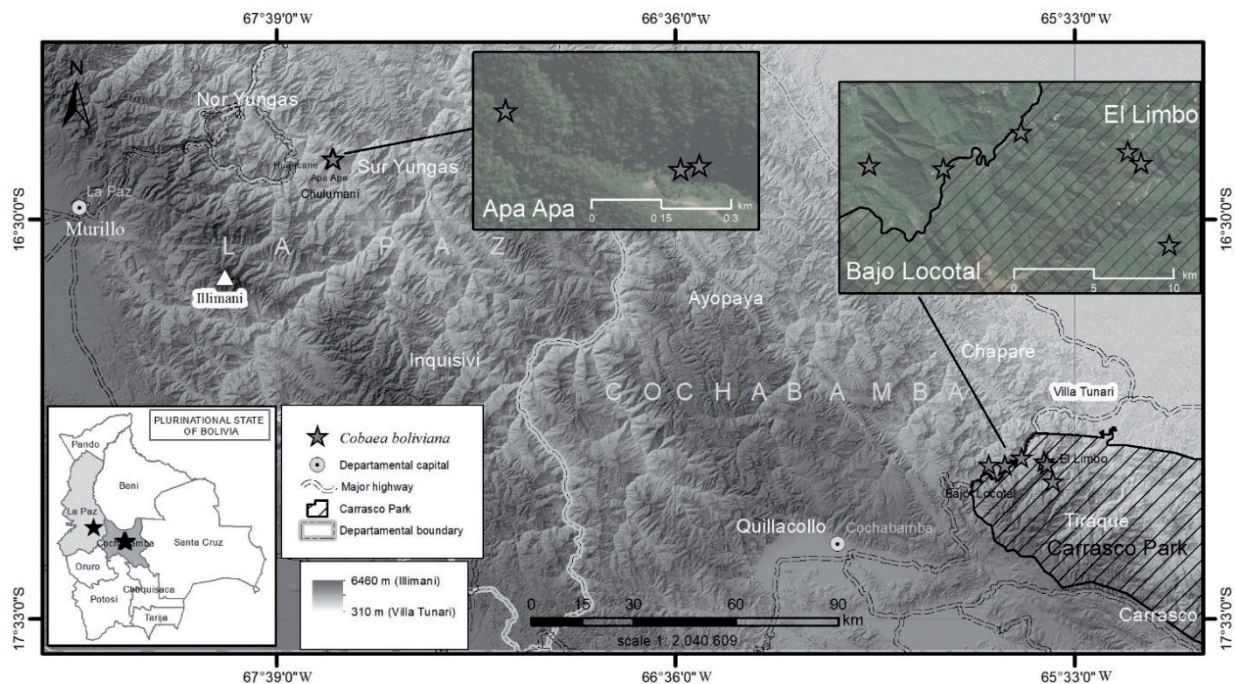 67°39'0"W
66°36'0"W
65°33'0"W
N
Nor Yungas
Huancane
Apa Apa
Chulumani
Sur Yungas
La Paz
Murillo
16°30'0"S
16°30'0"S
LA PAZ
Illimani
Inquisivi
Apa Apa
0 0.15 0.3
km
El Limbo
Bajo Locotal
0 5 10
km
Ayopaya
Chapare
COCHABAMBA
Villa Tunari
El Limbo
Bajo Locotal
Tiraque
Carrasco Park
Carrasco
Quillacollo
Cochabamba
PLURINATIONAL STATE
OF BOLIVIA
Pando
Beni
La Paz
Cochabamba
Santa Cruz
Oruro
Chuquisaca
Potosi
Tarija
Cobaea boliviana
Departamental capital
Major highway
Carrasco Park
Departamental boundary
6460 m (Illimani)
310 m (Villa Tunari)
0 15 30 60 90
km
scale 1: 2.040.609
17°33'0"S
17°33'0"S
67°39'0"W
66°36'0"W
65°33'0"W